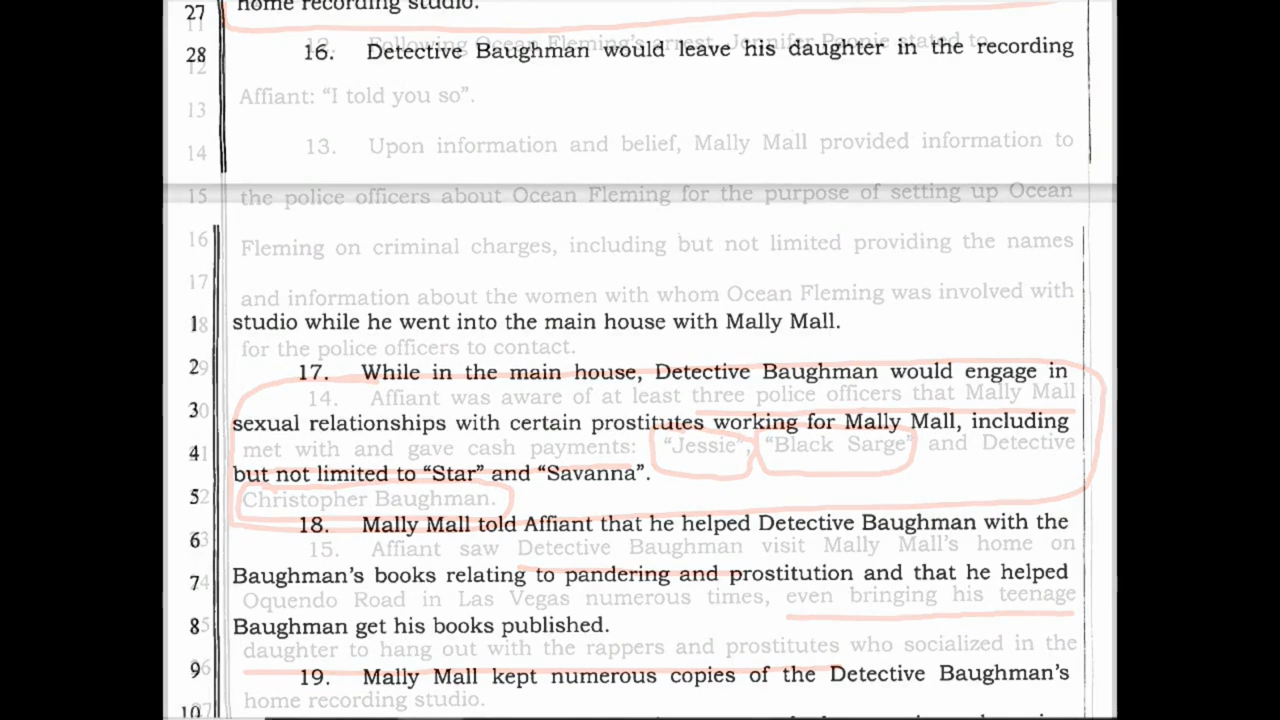 27 home recording studio.
12. Following Ocean Fleming's arrest, Jennifer stated to
28 16. Detective Baughman would leave his daughter in the recording
13 Affiant: “I told you so”.
14 13. Upon information and belief, Mally Mall provided information to
15 the police officers about Ocean Fleming for the purpose of setting up Ocean
16 Fleming on criminal charges, including but not limited providing the names
17 and information about the women with whom Ocean Fleming was involved with
1 studio while he went into the main house with Mally Mall.
for the police officers to contact.
2 17. While in the main house, Detective Baughman would engage in
14. Affiant was aware of at least three police officers that Mally Mall
3 sexual relationships with certain prostitutes working for Mally Mall, including
met with and gave cash payments: “Jessie”, “Black Sarge” and Detective
4 but not limited to “Star” and “Savanna”.
5 Christopher Baughman.
18. Mally Mall told Affiant that he helped Detective Baughman with the
6 15. Affiant saw Detective Baughman visit Mally Mall’s home on
7 Baughman’s books relating to pandering and prostitution and that he helped
Oquendo Road in Las Vegas numerous times, even bringing his teenage
8 Baughman get his books published.
daughter to hang out with the rappers and prostitutes who socialized in the
9 19. Mally Mall kept numerous copies of the Detective Baughman’s
home recording studio.
10